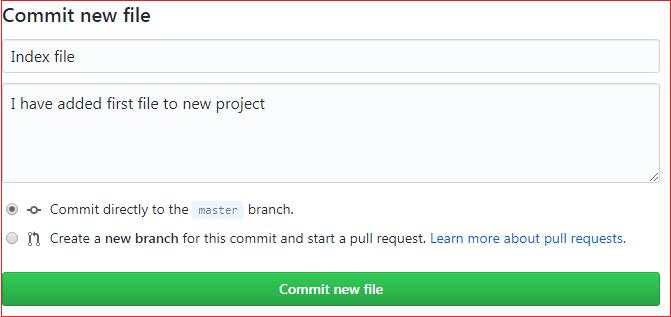 Commit new file
Index file
I have added first file to new project
Commit directly to the master branch.
Create a new branch for this commit and start a pull request. Learn more about pull requests.
Commit new file